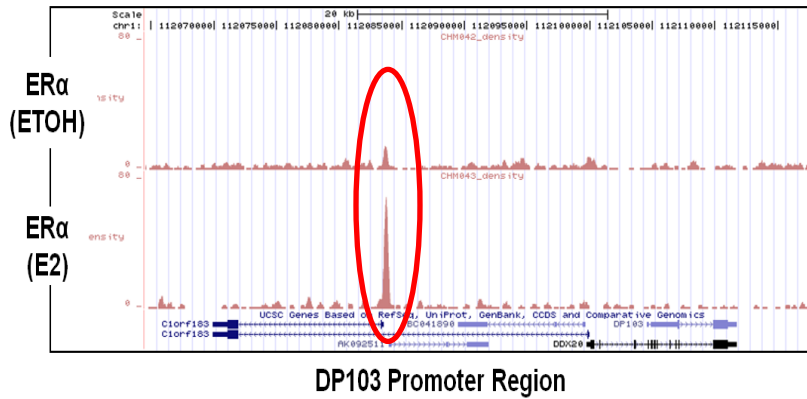 Scale 20 kb
chr1: 112070000 112075000 112080000 112085000 112090000 112095000 112100000 112105000 112110000 112115000
80 _ CHM042_density
ERα
(ETOH)
nsity
0 _
80 _ CHM043_density
ERα
(E2)
ensity
0 _
UCSC Genes Based on RefSeq, UniProt, GenBank, CCDS and Comparative Genomics
C1orf183 BC041890 DP103
C1orf183
AK092511 DDX20
DP103 Promoter Region